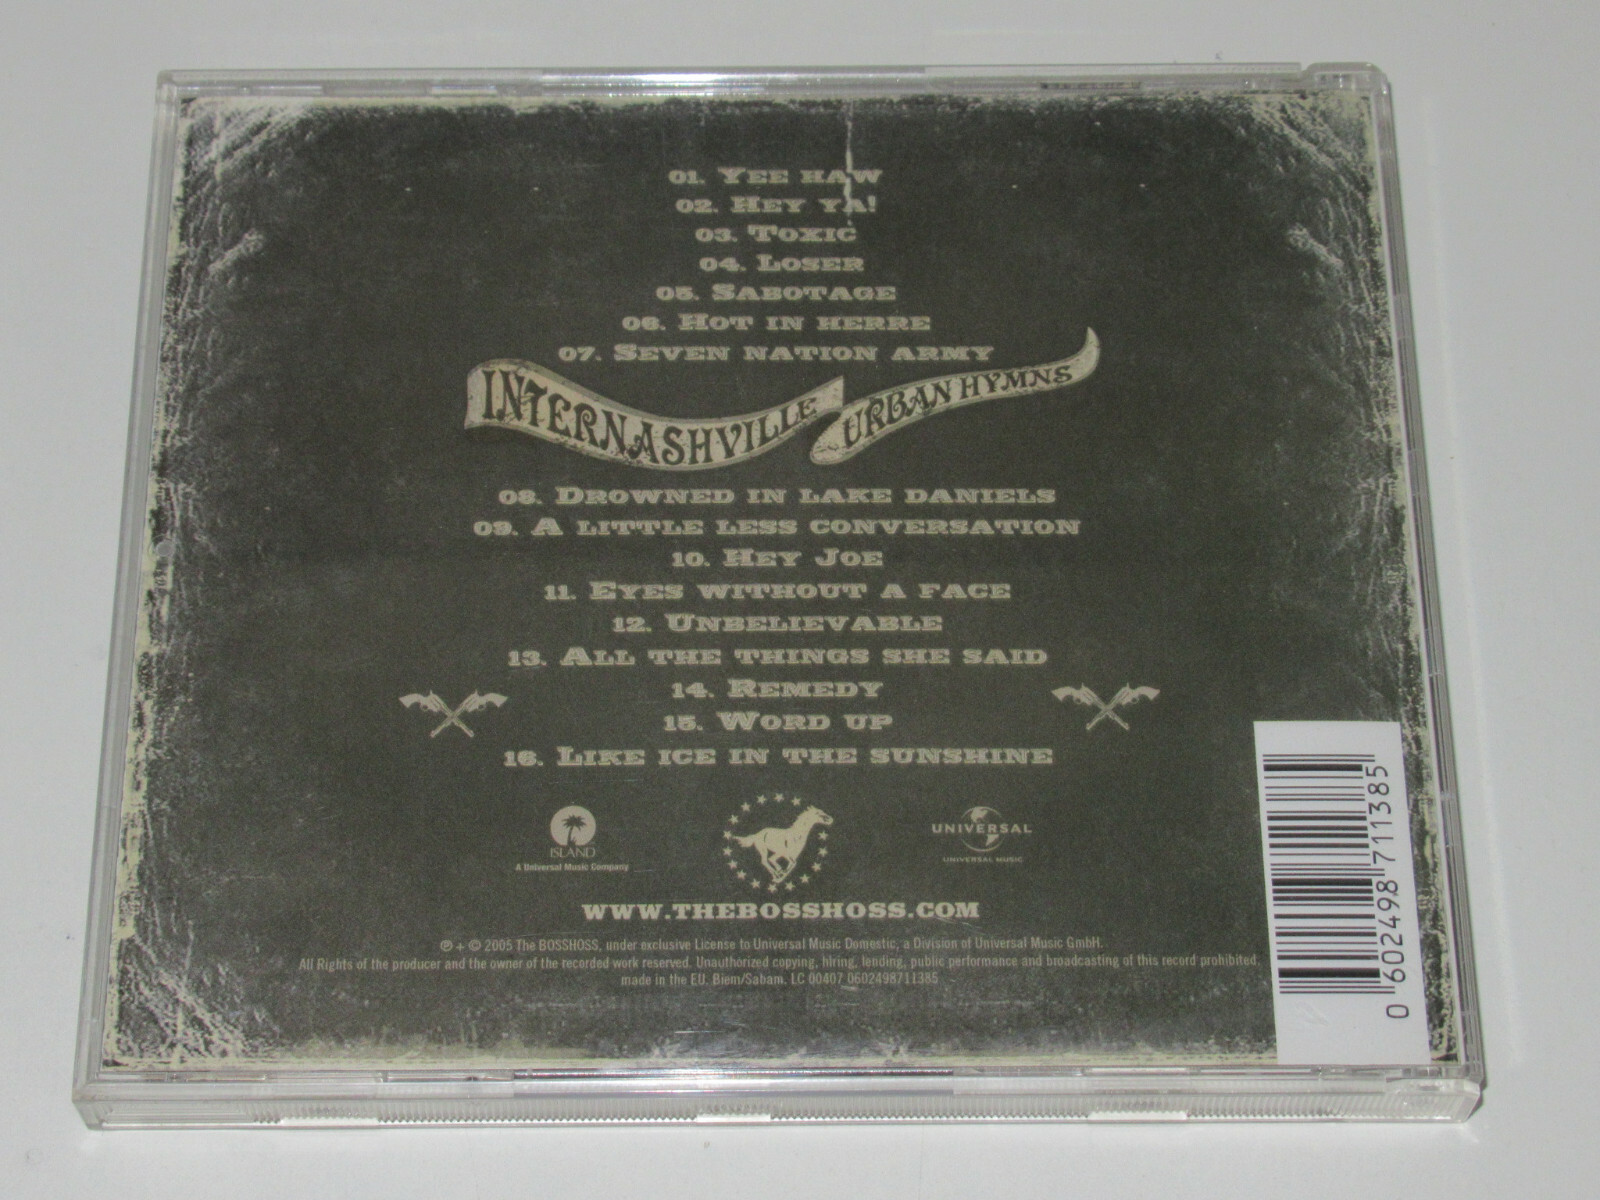 01. Yee haw
02. Hey Ya!
03. Toxic
04. Loser
05. Sabotage
06. Hot in herre
07. Seven nation army
INTERNASHVILLE URBAN HYMNS
08. Drowned in lake daniels
09. A little less conversation
10. Hey Joe
11. Eyes without a face
12. Unbelievable
13. All the things she said
14. Remedy
15. Word up
16. Like ice in the sunshine
ISLAND
A Universal Music Company
UNIVERSAL
UNIVERSAL MUSIC
WWW.THEBOSSHOSS.COM
℗ + © 2005 The BOSSHOSS, under exclusive License to Universal Music Domestic, a Division of Universal Music GmbH.
All Rights of the producer and the owner of the recorded work reserved. Unauthorized copying, hiring, lending, public performance and broadcasting of this record prohibited.
made in the EU. Biem/Sabam. LC 00407 0602498711385
0 602498 711385